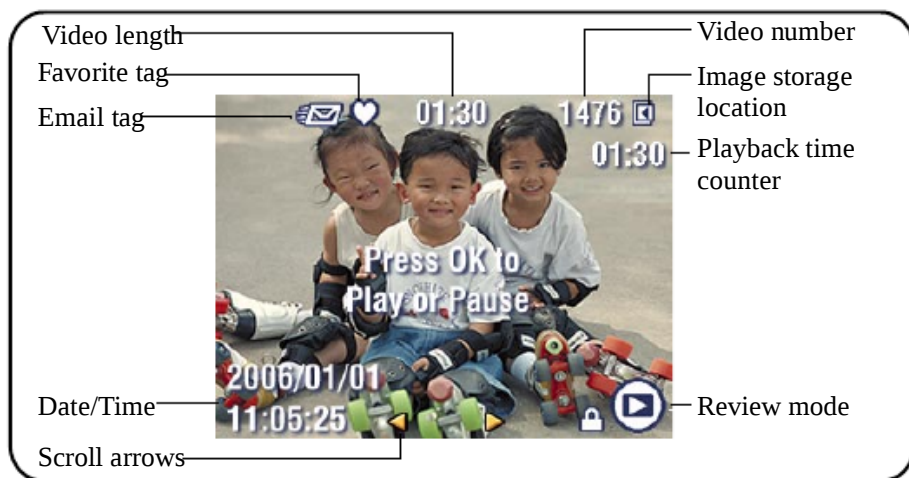 Video length
Video number
Favorite tag
Image storage
location
Email tag
01:30
1476
01:30
Playback time
counter
Press OK to
Play or Pause
2006/01/01
11:05:25
Date/Time
Review mode
Scroll arrows